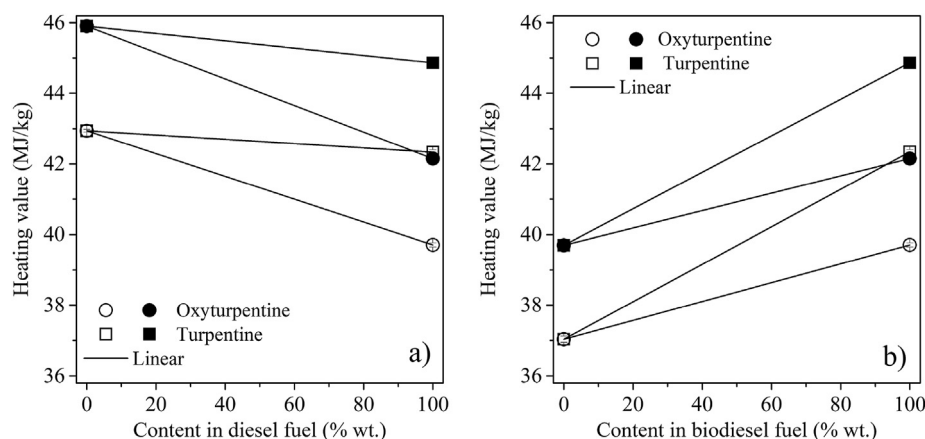 46
44
42
40
38
36
Heating value (MJ/kg)
Oxyturpentine
Turpentine
Linear
a)
0 20 40 60 80 100
Content in diesel fuel (% wt.)
46
44
42
40
38
36
Heating value (MJ/kg)
Oxyturpentine
Turpentine
Linear
b)
0 20 40 60 80 100
Content in biodiesel fuel (% wt.)